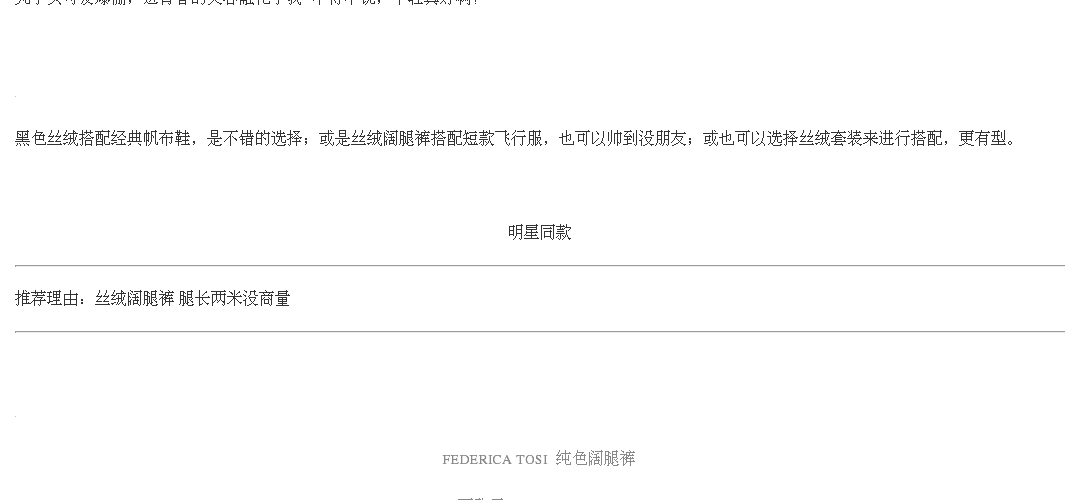 黑色丝绒搭配经典帆布鞋，是不错的选择；或是丝绒阔腿裤搭配短款飞行服，也可以帅到没朋友；或也可以选择丝绒套装来进行搭配，更有型。
明星同款
推荐理由：丝绒阔腿裤 腿长两米没商量
FEDERICA TOSI 纯色阔腿裤